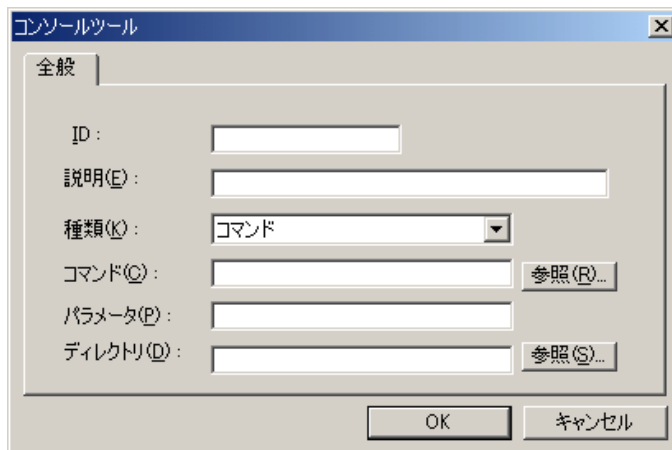 コンソールツール
全般
ID :
説明(E) :
種類(K) : コマンド
コマンド(C) : 参照(R)...
パラメータ(P) :
ディレクトリ(D) : 参照(S)...
OK キャンセル